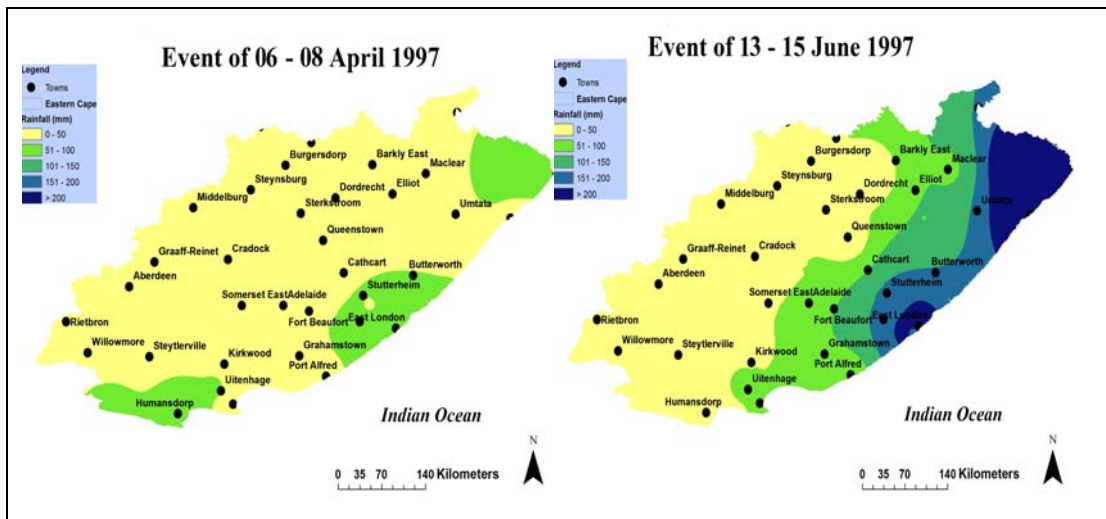 Event of 06 - 08 April 1997
Legend
Towns
Eastern Cape
Rainfall (mm)
0 - 50
51 - 100
101 - 150
151 - 200
> 200
Burgersdorp
Barkly East
Maclear
Steynsburg
Dordrecht
Elliot
Middelburg
Sterkstroom
Umtata
Queenstown
Graaff-Reinet
Cradock
Cathcart
Butterworth
Aberdeen
Stutterheim
Somerset East
Adelaide
Rietbron
Fort Beaufort
East London
Willowmore
Steytlerville
Kirkwood
Grahamstown
Port Alfred
Uitenhage
Humansdorp
Indian Ocean
N
0 35 70 140 Kilometers
Event of 13 - 15 June 1997
Legend
Towns
Eastern Cape
Rainfall (mm)
0 - 50
51 - 100
101 - 150
151 - 200
> 200
Burgersdorp
Barkly East
Maclear
Steynsburg
Dordrecht
Elliot
Middelburg
Sterkstroom
Umtata
Queenstown
Graaff-Reinet
Cradock
Cathcart
Butterworth
Aberdeen
Stutterheim
Somerset East
Adelaide
Rietbron
Fort Beaufort
East London
Willowmore
Steytlerville
Kirkwood
Grahamstown
Port Alfred
Uitenhage
Humansdorp
Indian Ocean
N
0 35 70 140 Kilometers